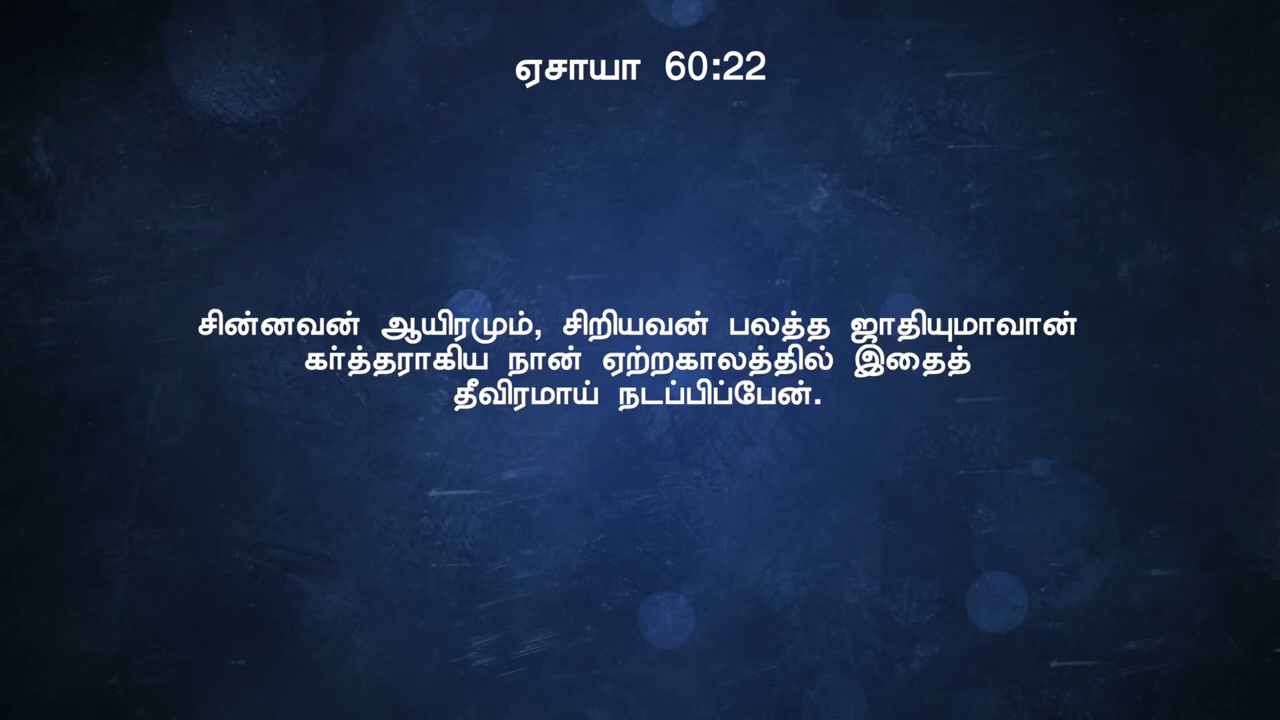 ஏசாயா 60:22
சின்னவன் ஆயிரமும், சிறியவன் பலத்த ஜாதியுமாவான்
கர்த்தராகிய நான் ஏற்றகாலத்தில் இதைத்
தீவிரமாய் நடப்பிப்பேன்.